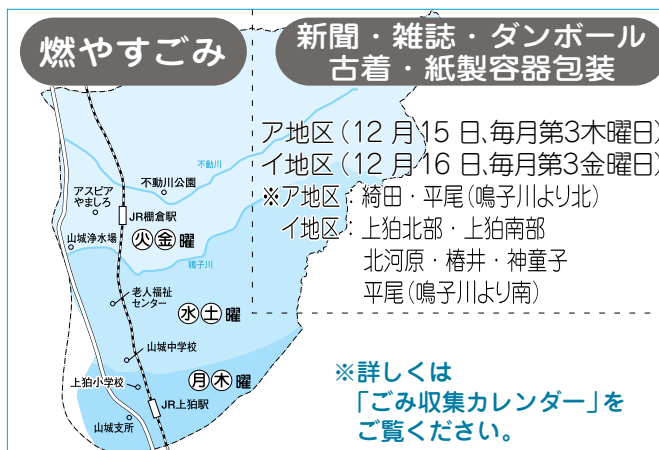 燃やすごみ
新聞・雑誌・ダンボール
古着・紙製容器包装
ア地区(12月15日､毎月第3木曜日)
イ地区(12月16日､毎月第3金曜日)
※ア地区:綺田・平尾(鳴子川より北)
イ地区:上狛北部・上狛南部
北河原・椿井・神童子
平尾(鳴子川より南)
不動川
不動川公園
アスピア
やましろ
JR棚倉駅
山城浄水場
火金曜
鳴子川
老人福祉
センター
水土曜
山城中学校
上狛小学校
月木曜
JR上狛駅
山城支所
※詳しくは
「ごみ収集カレンダー」を
ご覧ください。